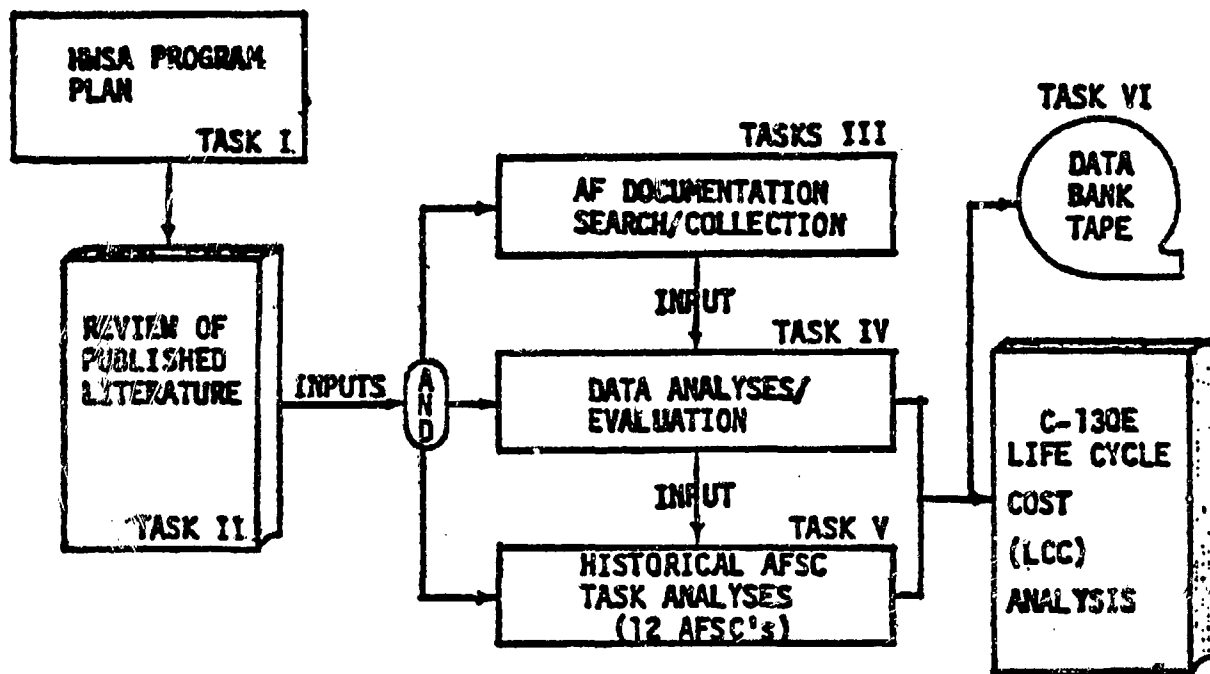 HWSA PROGRAM
PLAN
TASK I
REVIEW OF
PUBLISHED
LITERATURE
TASK II
INPUTS
AND
TASKS III
AF DOCUMENTATION
SEARCH/COLLECTION
INPUT
TASK IV
DATA ANALYSES/
EVALUATION
INPUT
TASK V
HISTORICAL AFSC
TASK ANALYSES
(12 AFSC's)
TASK VI
DATA
BANK
TAPE
C-130E
LIFE CYCLE
COST
(LCC)
ANALYSIS